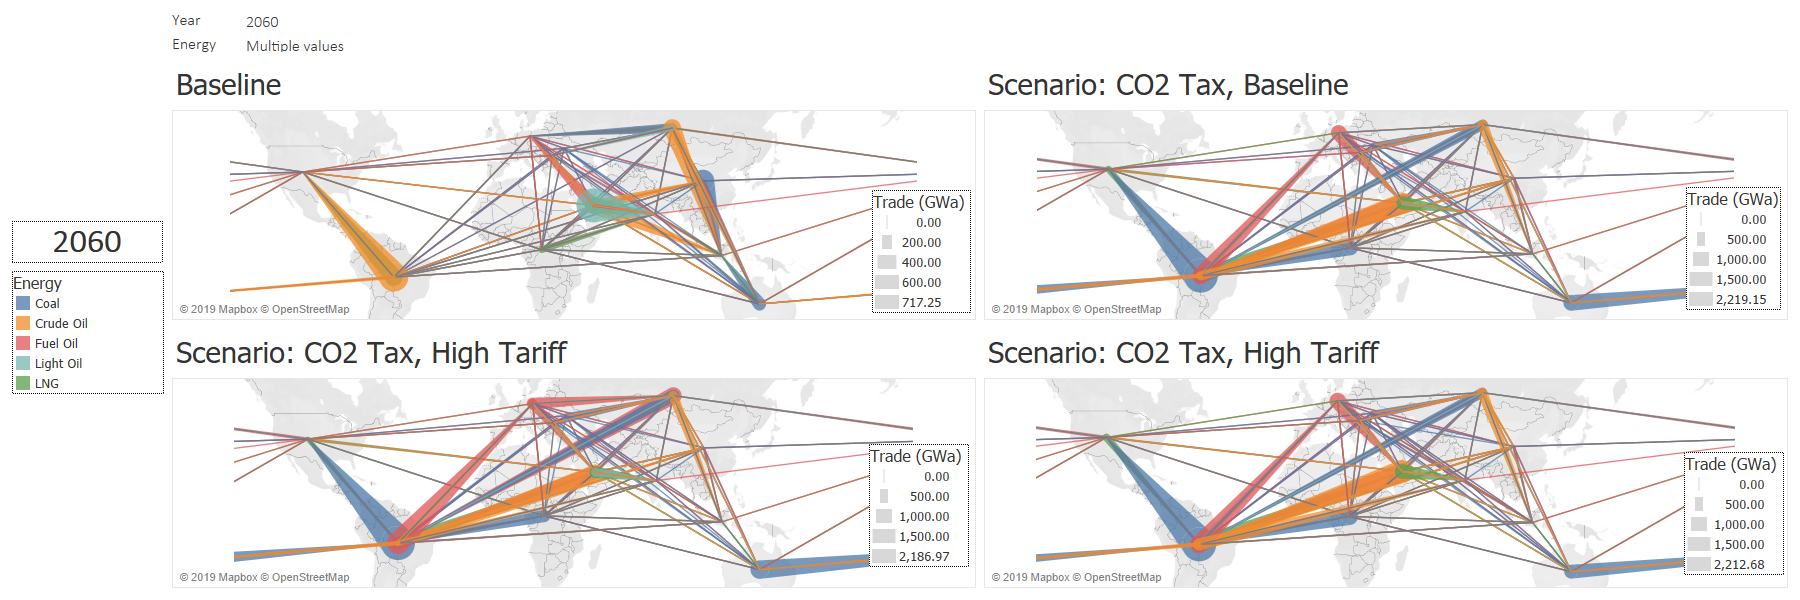 Year 2060
Energy Multiple values
Baseline
Trade (GWa)
0.00
200.00
400.00
600.00
717.25
© 2019 Mapbox © OpenStreetMap
Scenario: CO2 Tax, Baseline
Trade (GWa)
0.00
500.00
1,000.00
1,500.00
2,219.15
© 2019 Mapbox © OpenStreetMap
2060
Energy
Coal
Crude Oil
Fuel Oil
Light Oil
LNG
Scenario: CO2 Tax, High Tariff
Trade (GWa)
0.00
500.00
1,000.00
1,500.00
2,186.97
© 2019 Mapbox © OpenStreetMap
Scenario: CO2 Tax, High Tariff
Trade (GWa)
0.00
500.00
1,000.00
1,500.00
2,212.68
© 2019 Mapbox © OpenStreetMap